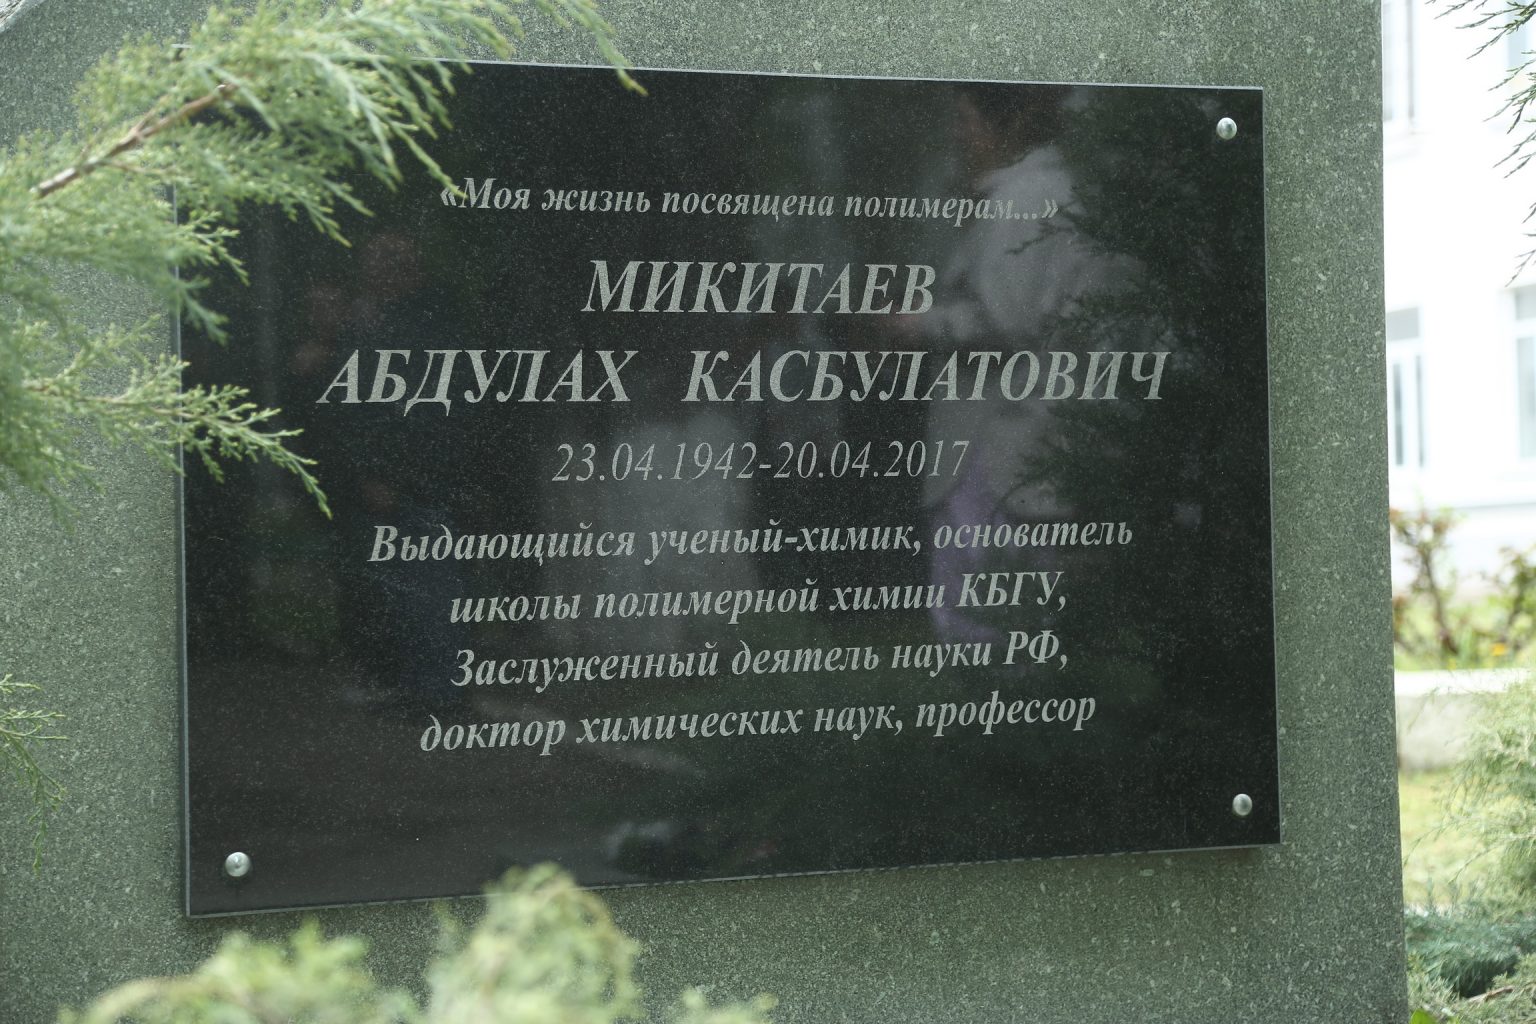 «Моя жизнь посвящена полимерам...»
МИКИТАЕВ
АБДУЛАХ КАСБУЛАТОВИЧ
23.04.1942-20.04.2017
Выдающийся ученый-химик, основатель
школы полимерной химии КБГУ,
Заслуженный деятель науки РФ,
доктор химических наук, профессор